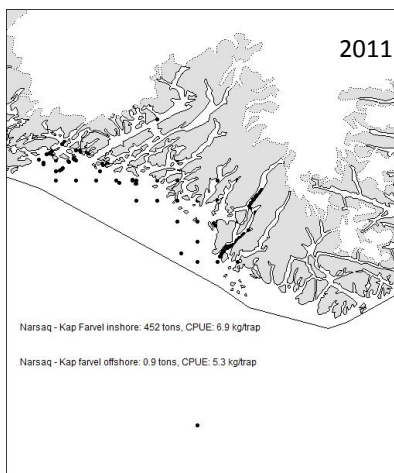 2011
Narsaq - Kap Farvel inshore: 452 tons, CPUE: 6.9 kg/trap
Narsaq - Kap farvel offshore: 0.9 tons, CPUE: 5.3 kg/trap